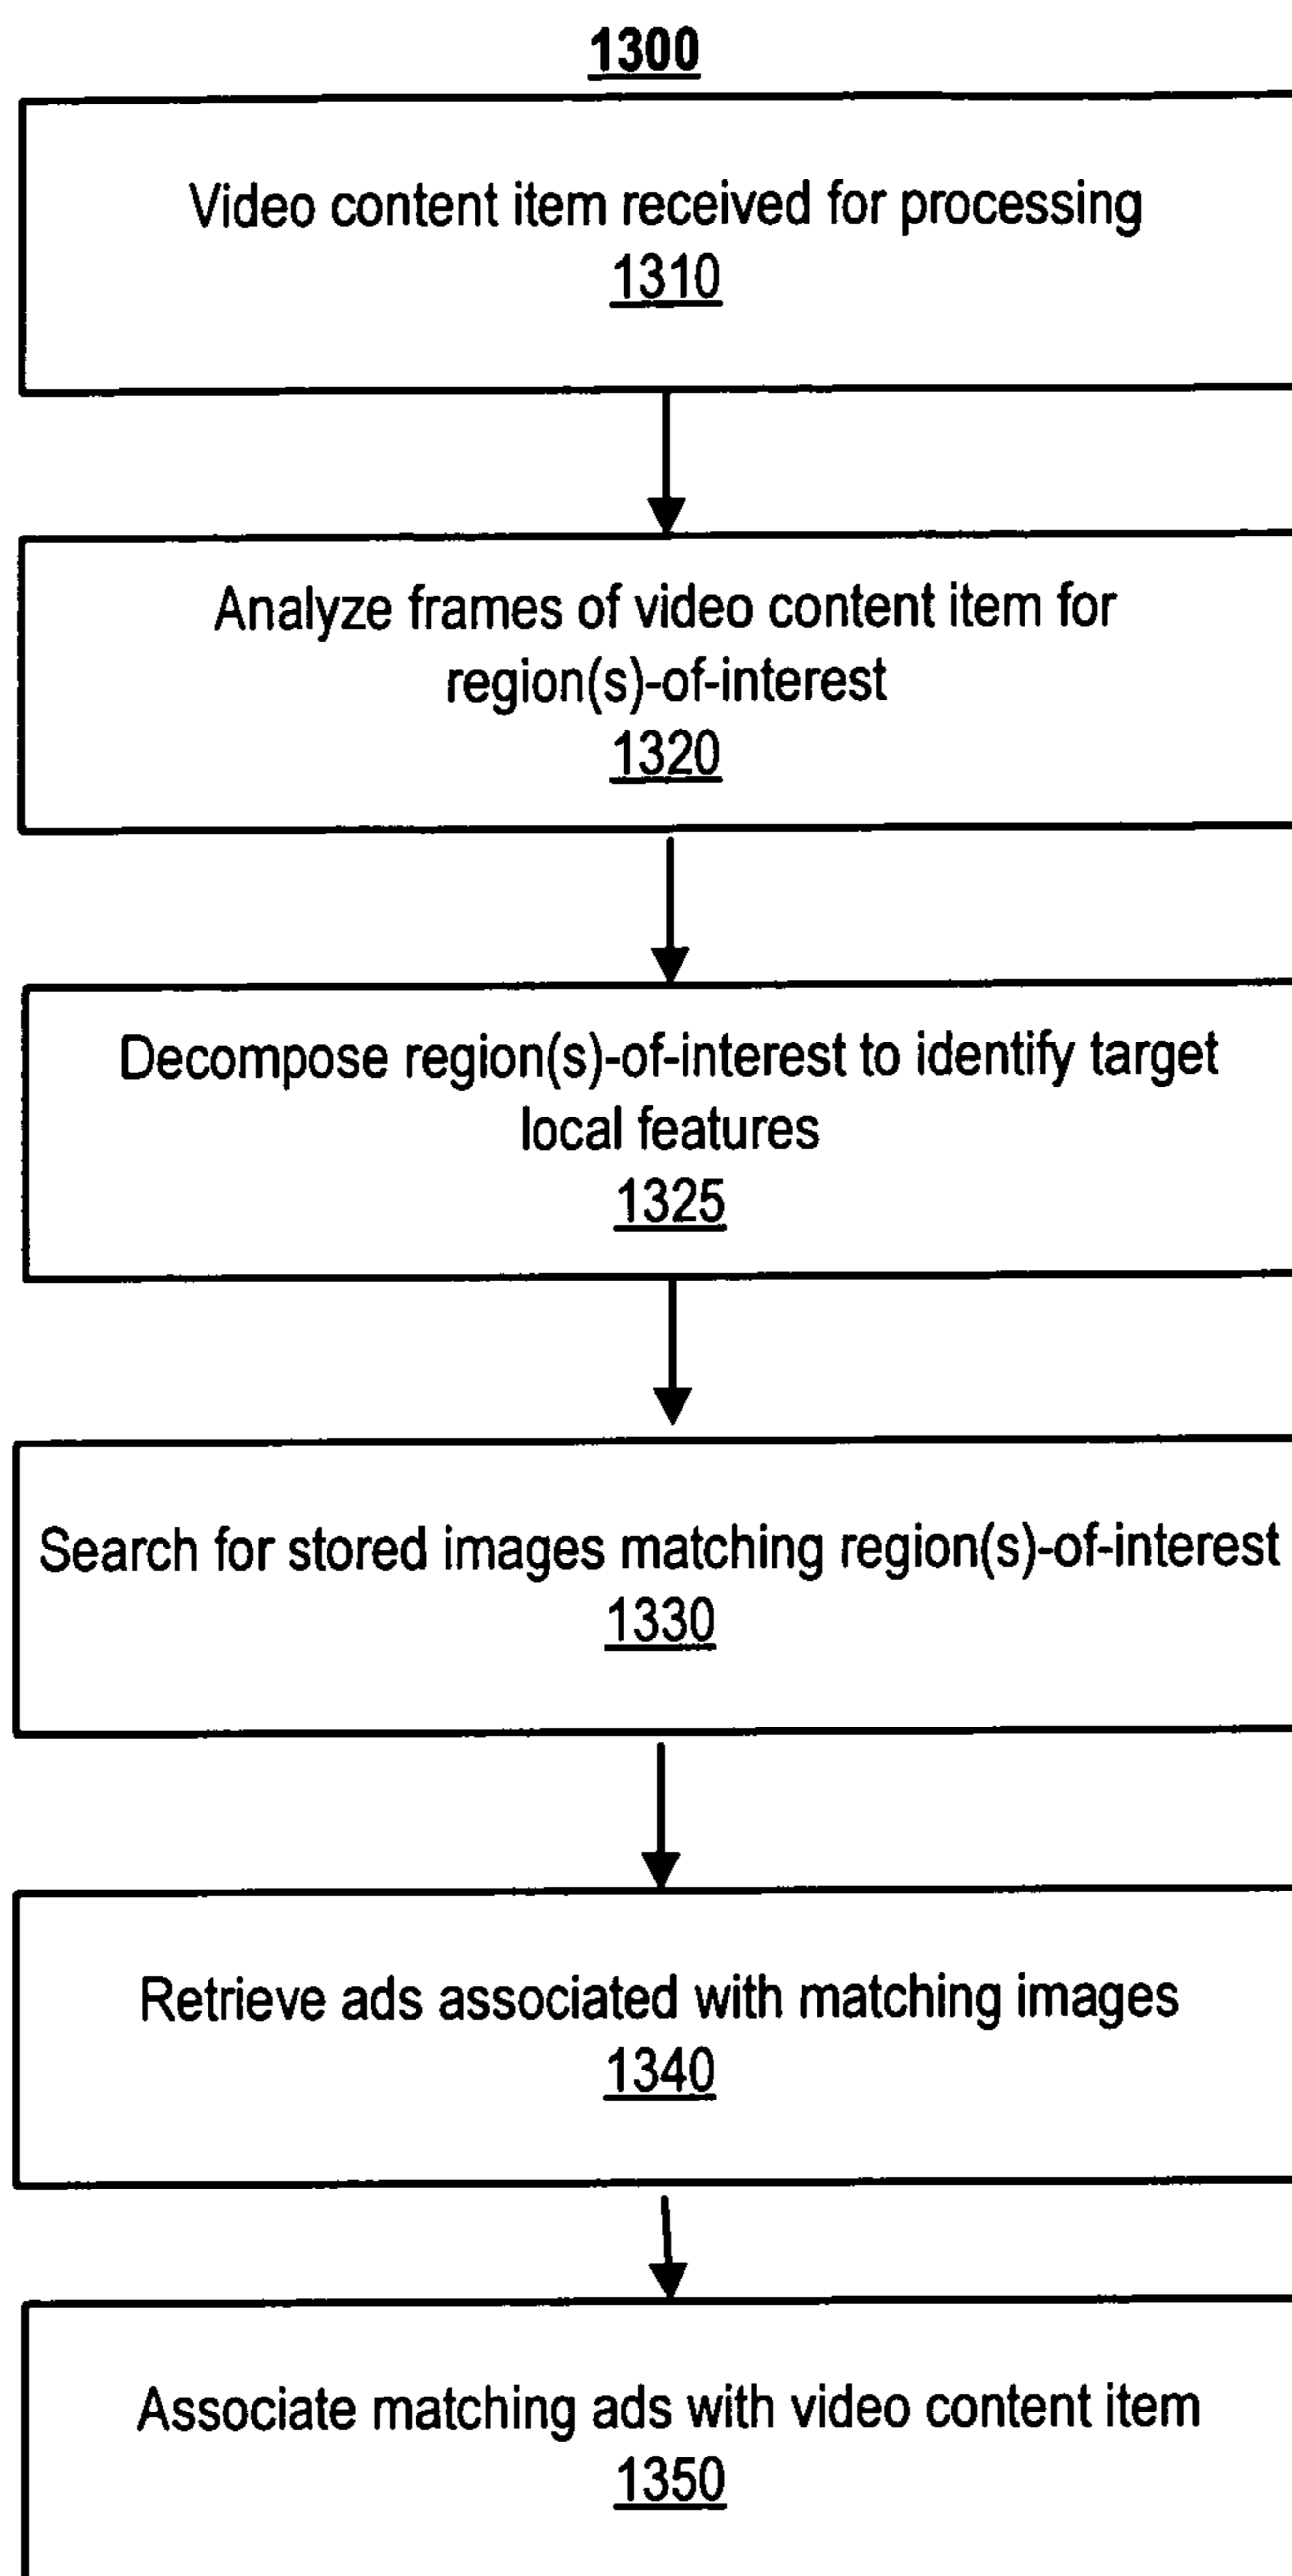 1300
Video content item received for processing
1310
Analyze frames of video content item for
region(s)-of-interest
1320
Decompose region(s)-of-interest to identify target
local features
1325
Search for stored images matching region(s)-of-interest
1330
Retrieve ads associated with matching images
1340
Associate matching ads with video content item
1350